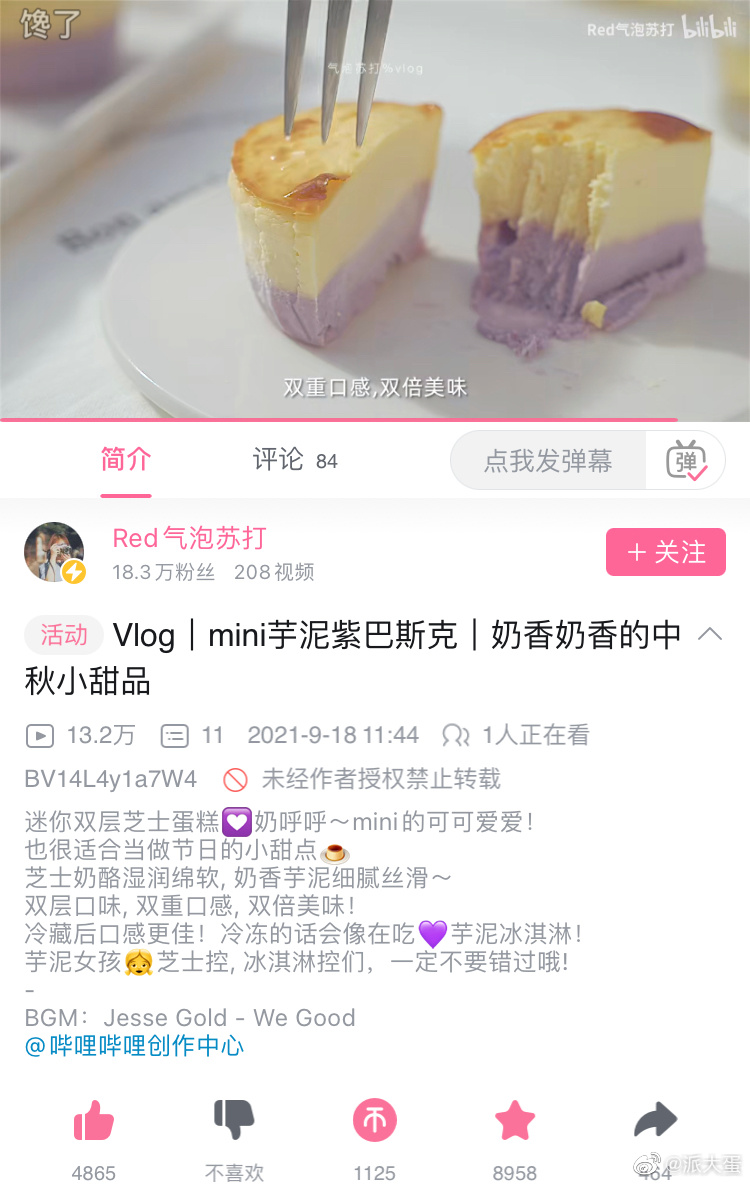 馋了
Red气泡苏打 bilibili
气泡苏打%vlog
双重口感,双倍美味
简介
评论 84
点我发弹幕
弹
Red气泡苏打
18.3万粉丝 208视频
＋关注
活动 Vlog｜mini芋泥紫巴斯克｜奶香奶香的中
秋小甜品
13.2万 11 2021-9-18 11:44 1人正在看
BV14L4y1a7W4 未经作者授权禁止转载
迷你双层芝士蛋糕💟奶呼呼～mini的可可爱爱！
也很适合当做节日的小甜点🍮
芝士奶酪湿润绵软, 奶香芋泥细腻丝滑～
双层口味, 双重口感, 双倍美味！
冷藏后口感更佳！冷冻的话会像在吃💜芋泥冰淇淋！
芋泥女孩👧芝士控, 冰淇淋控们，一定不要错过哦!
-
BGM：Jesse Gold - We Good
@哔哩哔哩创作中心
4865 不喜欢 1125 8958 464
@派大蛋